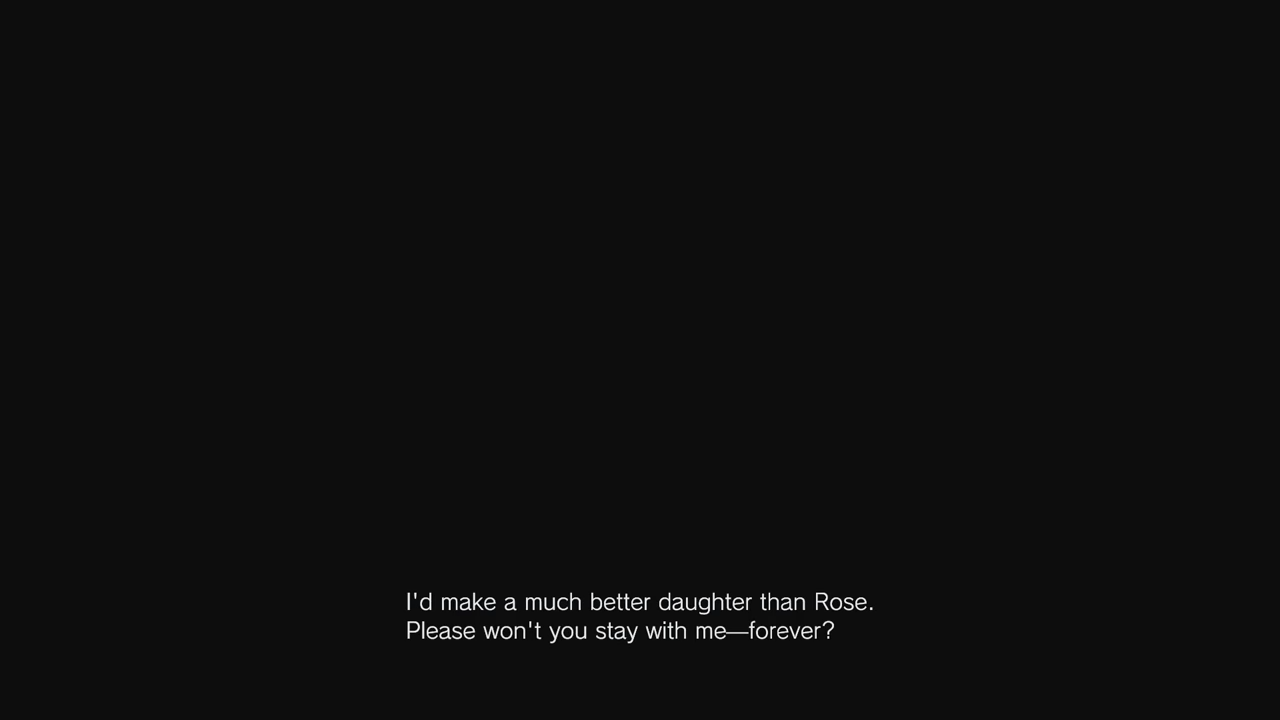 I'd make a much better daughter than Rose.
Please won't you stay with me—forever?